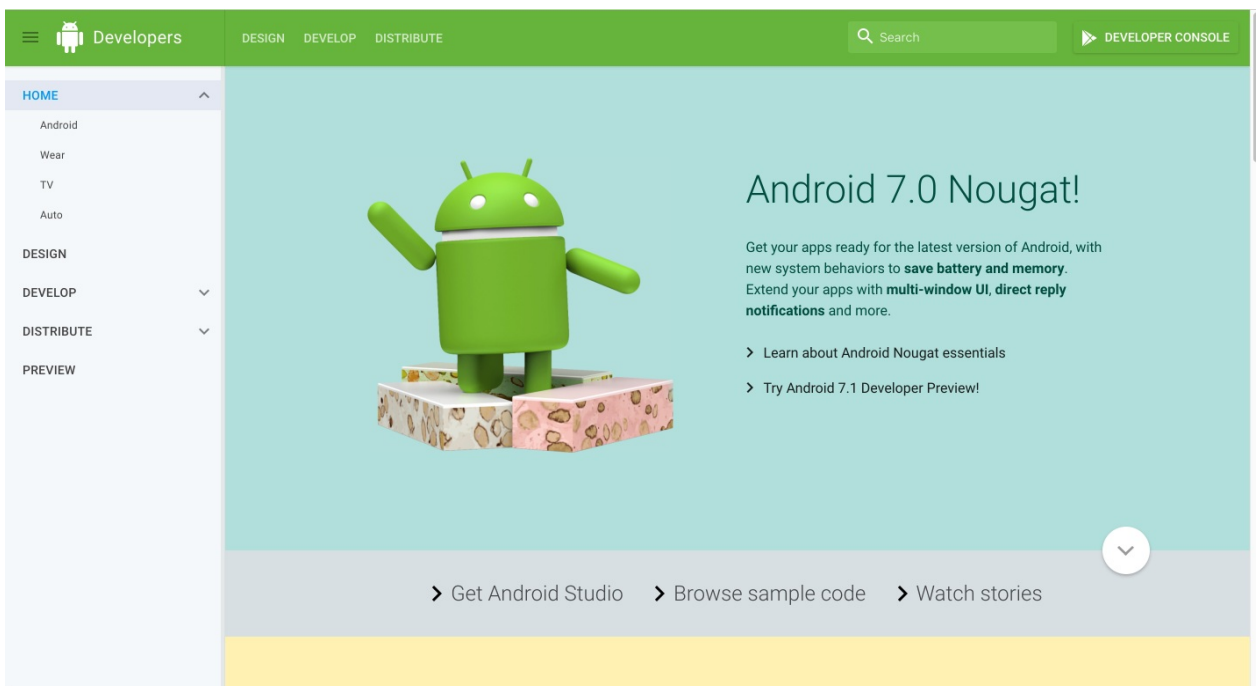 Developers
DESIGN DEVELOP DISTRIBUTE
Search
DEVELOPER CONSOLE
HOME
Android
Wear
TV
Auto
DESIGN
DEVELOP
DISTRIBUTE
PREVIEW
Android 7.0 Nougat!
Get your apps ready for the latest version of Android, with
new system behaviors to save battery and memory.
Extend your apps with multi-window UI, direct reply
notifications and more.
Learn about Android Nougat essentials
Try Android 7.1 Developer Preview!
Get Android Studio Browse sample code Watch stories